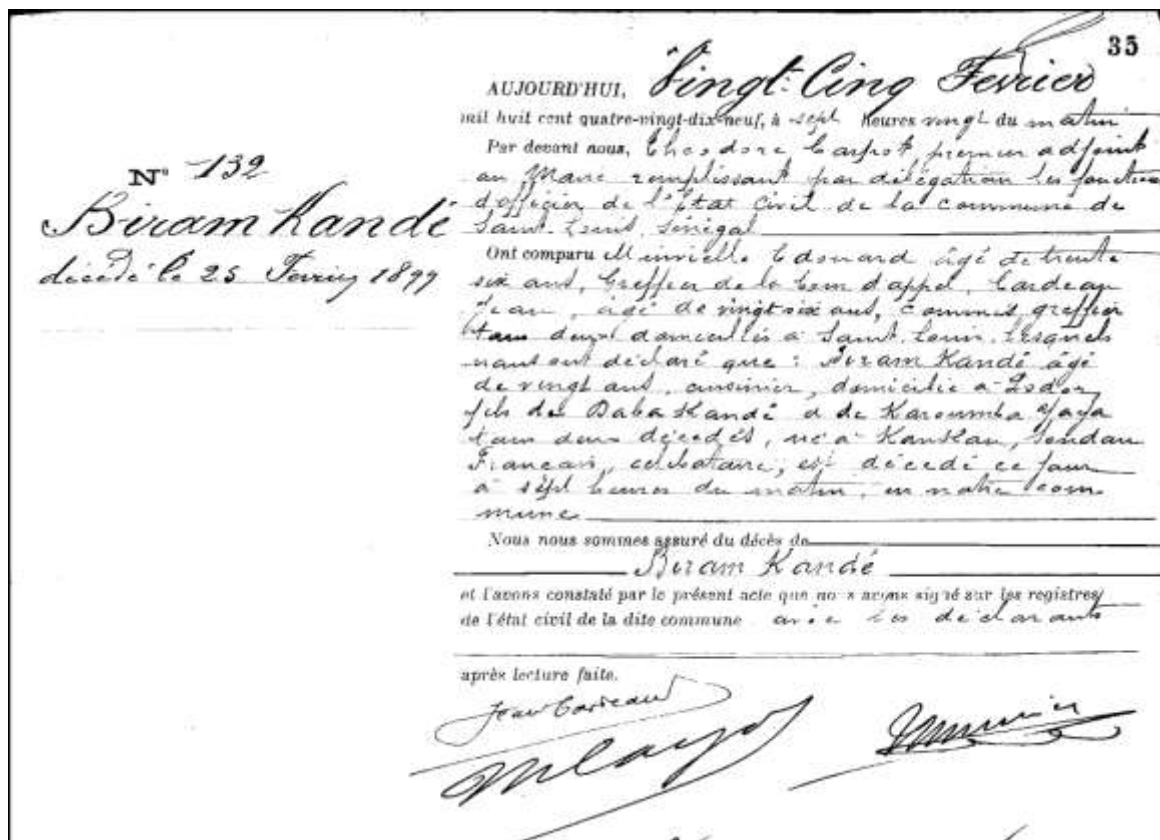 35
N° 132
Biram Kandé
décédé le 25 Fevrier 1899
AUJOURD'HUI, Vingt-Cinq Fevrier
mil huit cent quatre-vingt-dix-neuf, à sept heures vingt du matin
Par devant nous, Théodore Carpot, premier adjoint
au Maire remplissant par délégation les fonctions
d'officier de l'Etat Civil de la commune de
Saint-Louis, Sénégal
Ont comparu Minvielle Edouard âgé de trente
six ans, Greffier de la Cour d'appel, Cardeau
Jean, âgé de vingt six ans, commis greffier
tous deux domiciliés à Saint-Louis, lesquels
nous ont déclaré que : Biram Kandé âgé
de vingt ans, cuisinier, domicilié à
fils de Baba Kandé et de Karoumba Yaya
tous deux décédés, né à Kankan, Soudan
Français, célibataire, est décédé ce jour
à sept heures du matin, en notre com-
mune
Nous nous sommes assuré du décès de
Biram Kandé
et l'avons constaté par le présent acte que nous avons signé sur les registres
de l'état civil de la dite commune avec les déclarants
après lecture faite.
Jean Cardeau